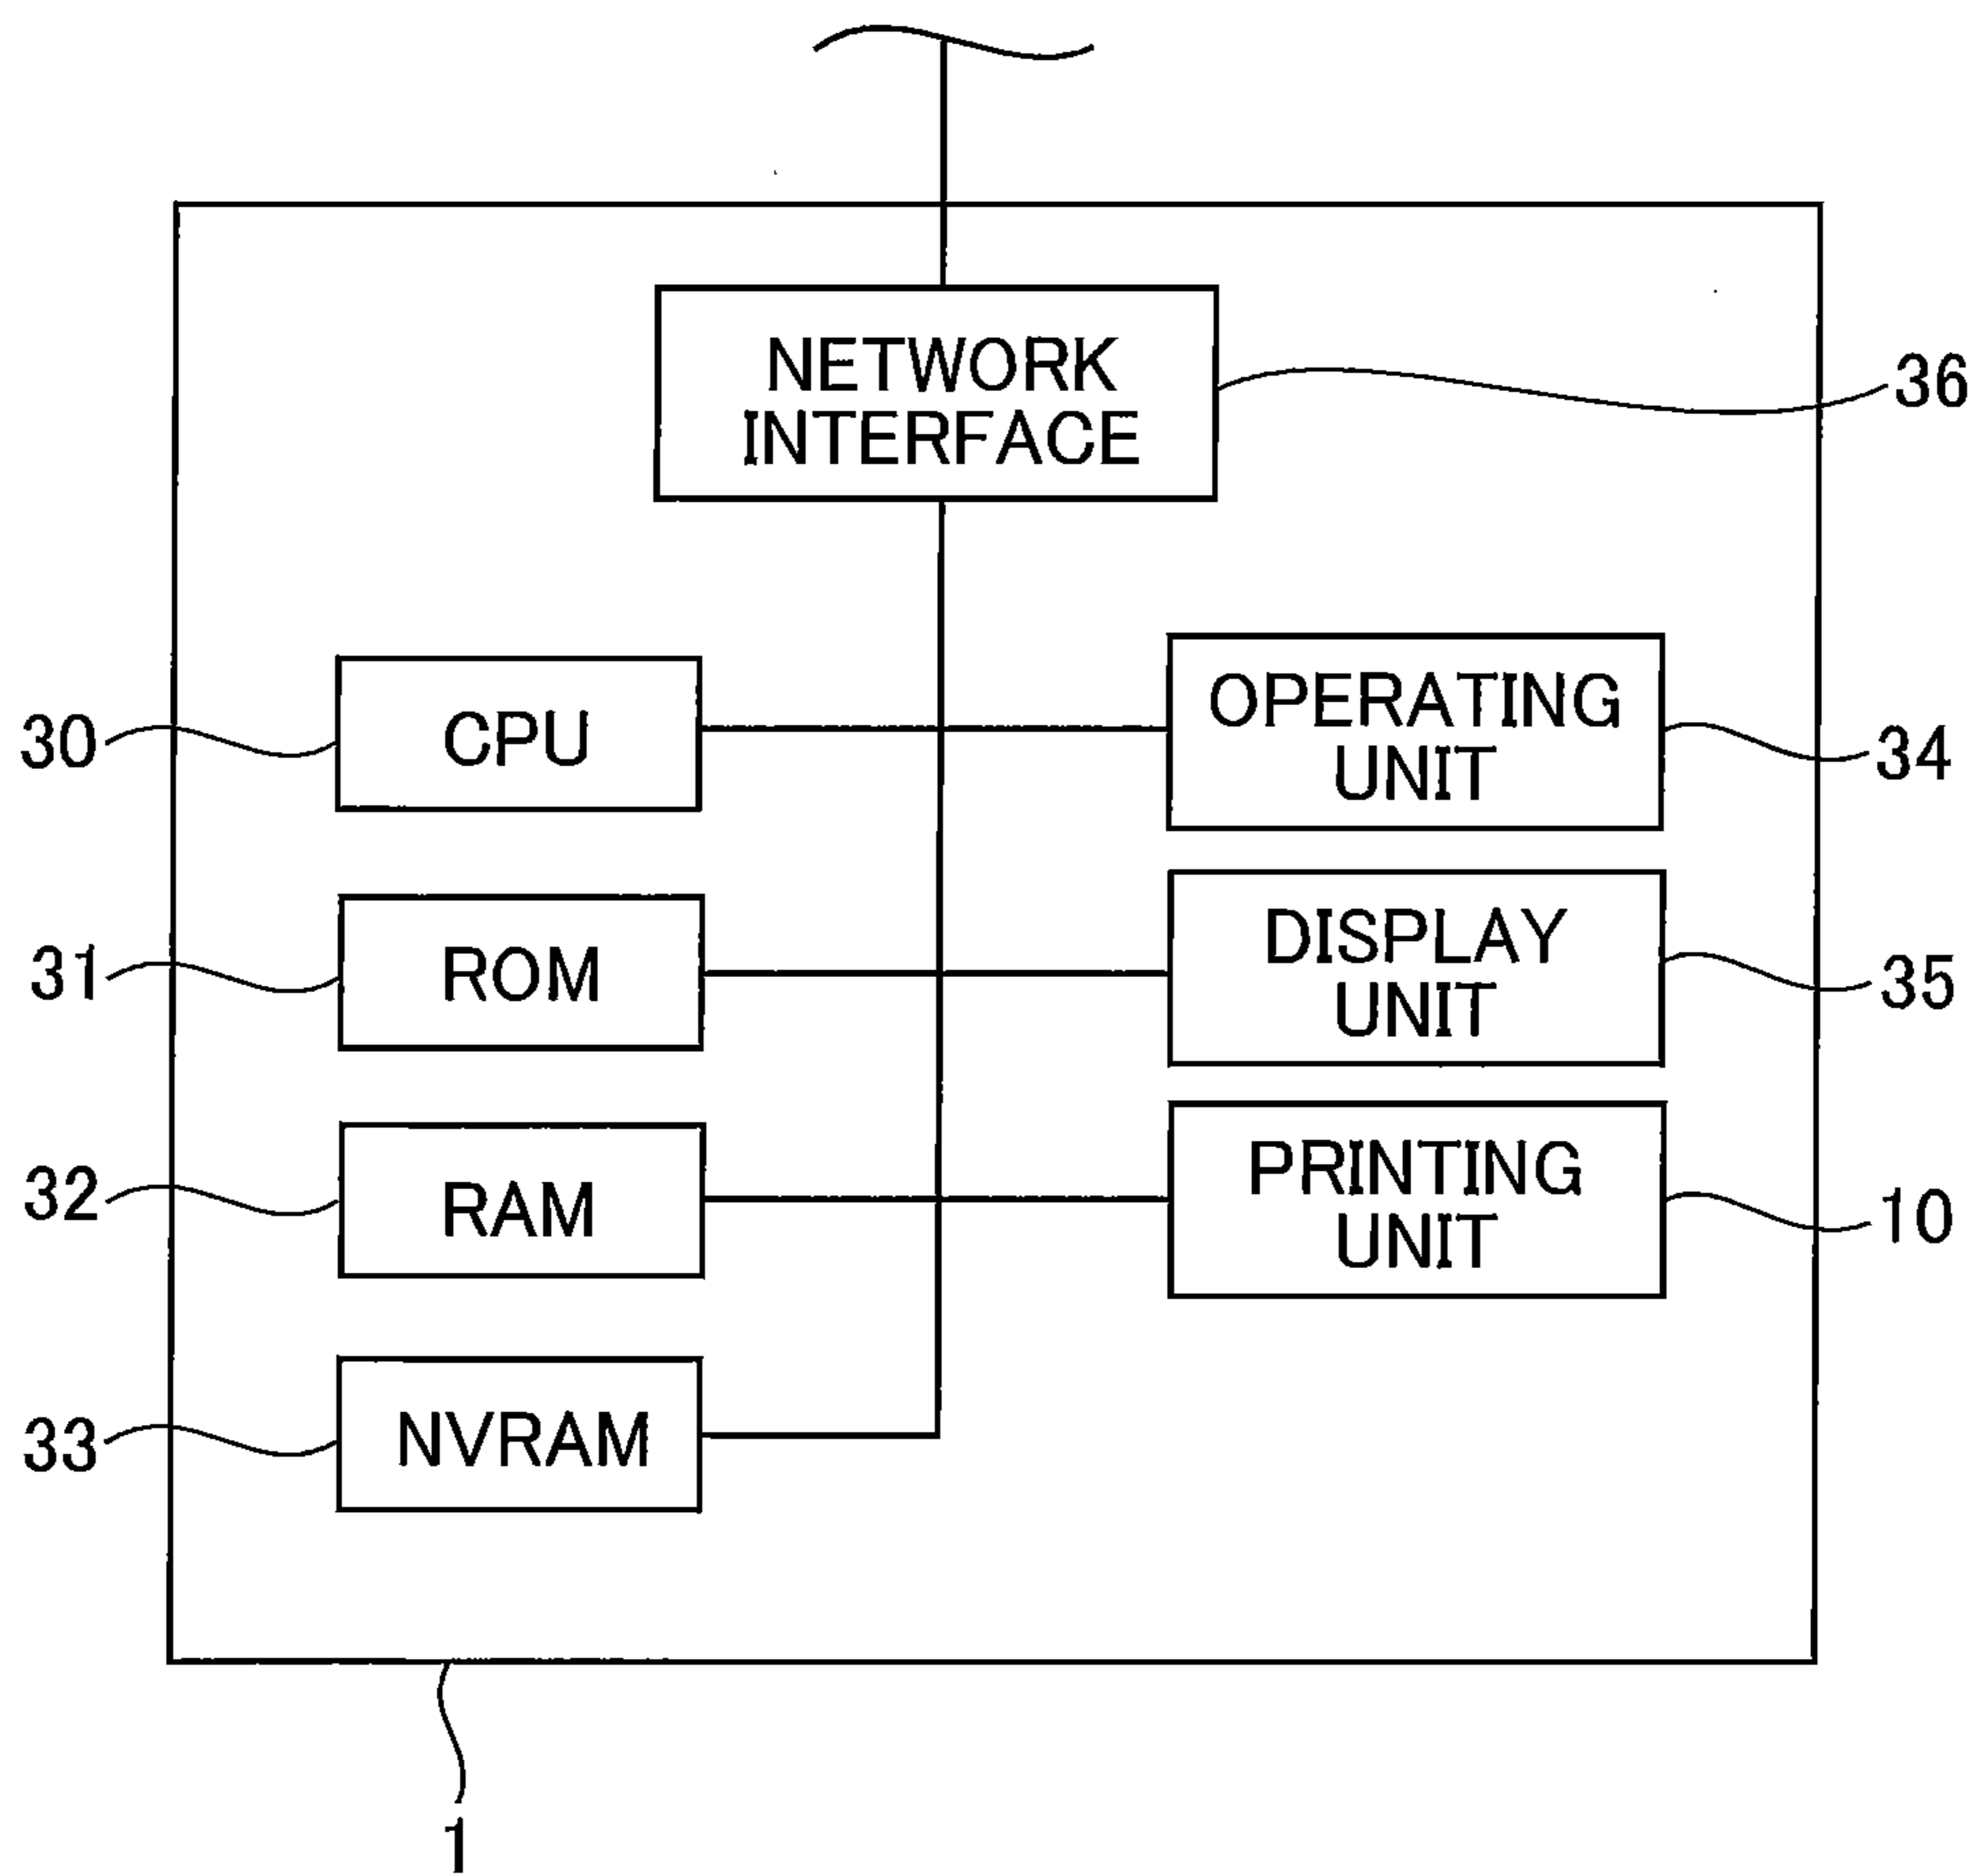 NETWORK
INTERFACE
36
30
CPU
OPERATING
UNIT
34
31
ROM
DISPLAY
UNIT
35
32
RAM
PRINTING
UNIT
10
33
NVRAM
1